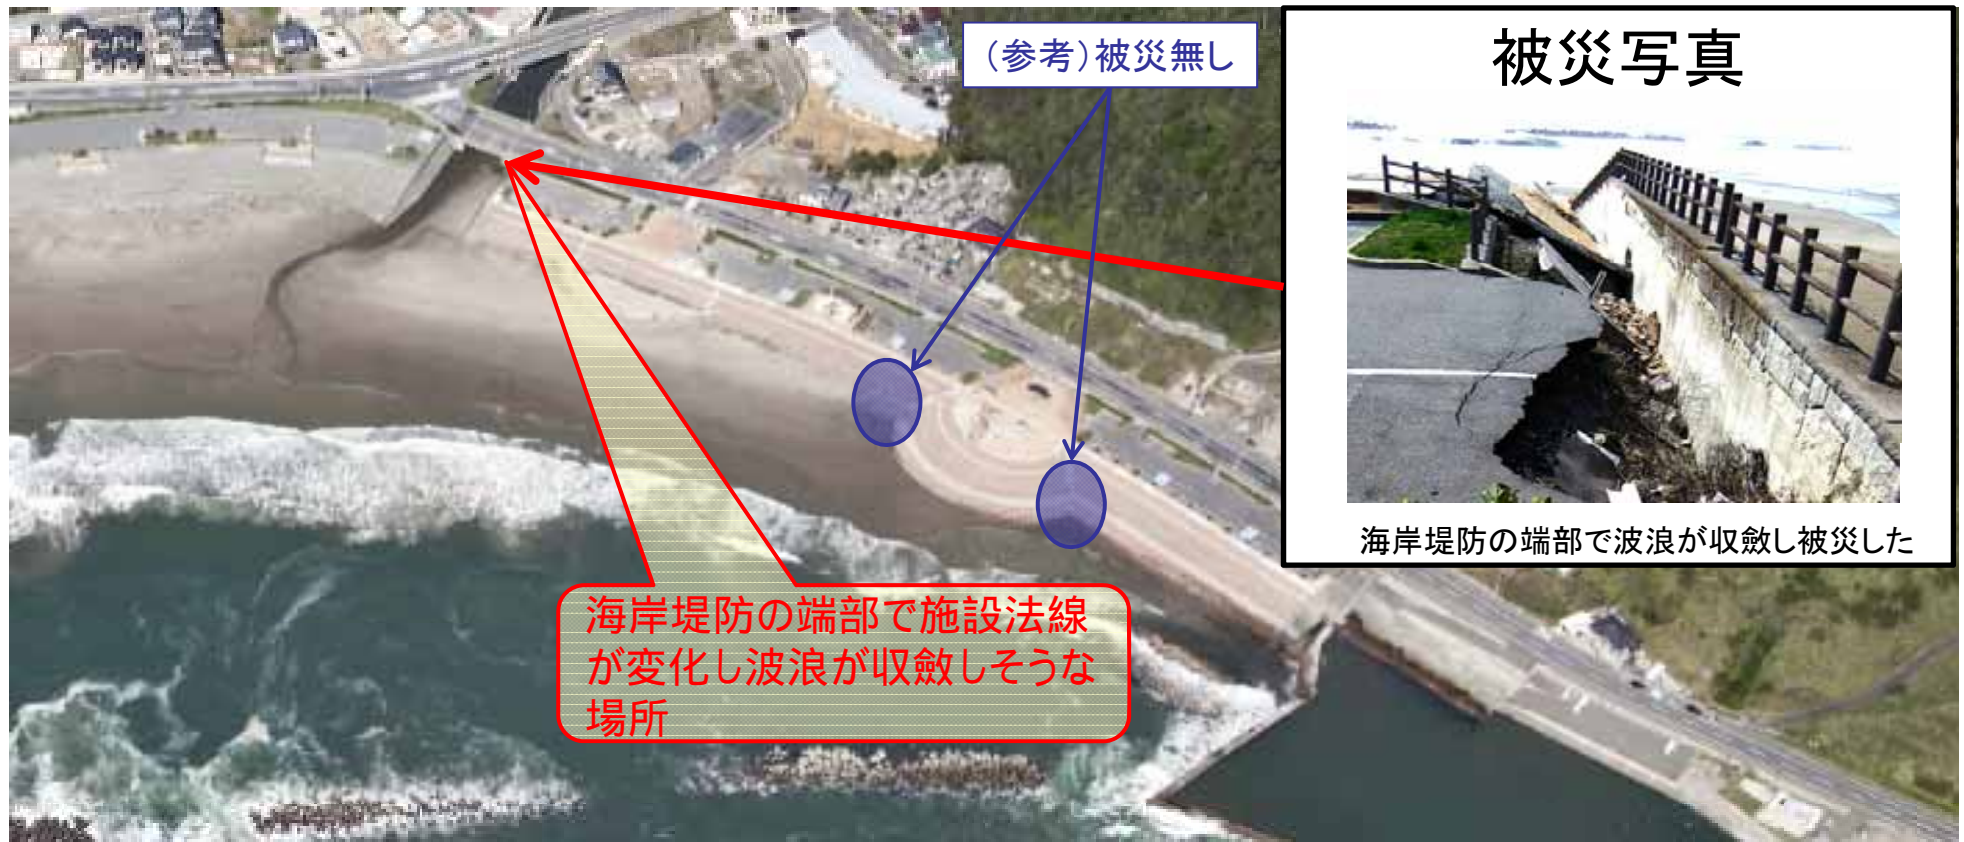 (参考)被災無し
被災写真
海岸堤防の端部で波浪が収斂し被災した
海岸堤防の端部で施設法線
が変化し波浪が収斂しそうな
場所